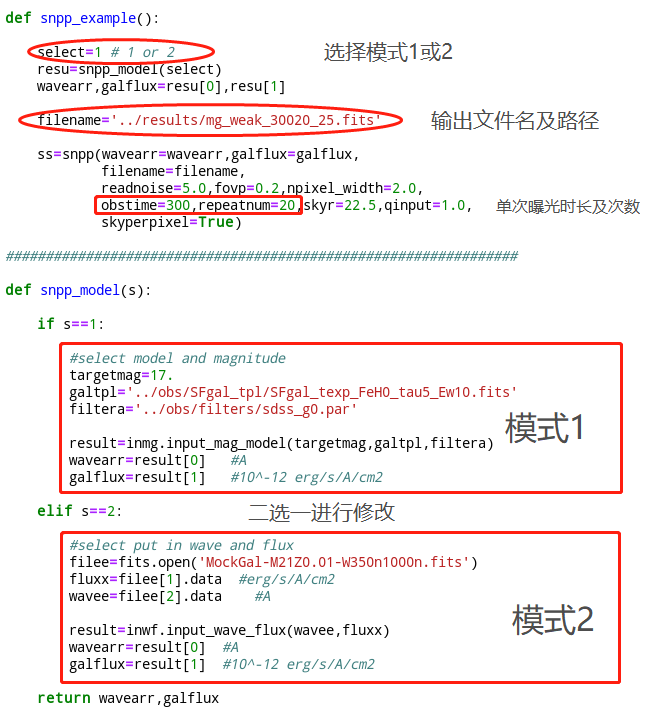 def snpp_example():
select=1 # 1 or 2
选择模式1或2
resu=snpp_model(select)
wavearr,galflux=resu[0],resu[1]
filename='../results/mg_weak_30020_25.fits'
输出文件名及路径
ss=snpp(wavearr=wavearr,galflux=galflux,
filename=filename,
readnoise=5.0,fovp=0.2,npixel_width=2.0,
obstime=300,repeatnum=20,skyr=22.5,qinput=1.0,
单次曝光时长及次数
skyperpixel=True)
################################################################
def snpp_model(s):
if s==1:
#select model and magnitude
targetmag=17.
galtpl='../obs/SFgal_tpl/SFgal_texp_FeH0_tau5_Ew10.fits'
filtera='../obs/filters/sdss_g0.par'
模式1
result=inmg.input_mag_model(targetmag,galtpl,filtera)
wavearr=result[0] #A
galflux=result[1] #10^-12 erg/s/A/cm2
elif s==2:
二选一进行修改
#select put in wave and flux
filee=fits.open('MockGal-M21Z0.01-W350n1000n.fits')
fluxx=filee[1].data #erg/s/A/cm2
wavee=filee[2].data #A
模式2
result=inwf.input_wave_flux(wavee,fluxx)
wavearr=result[0] #A
galflux=result[1] #10^-12 erg/s/A/cm2
return wavearr,galflux